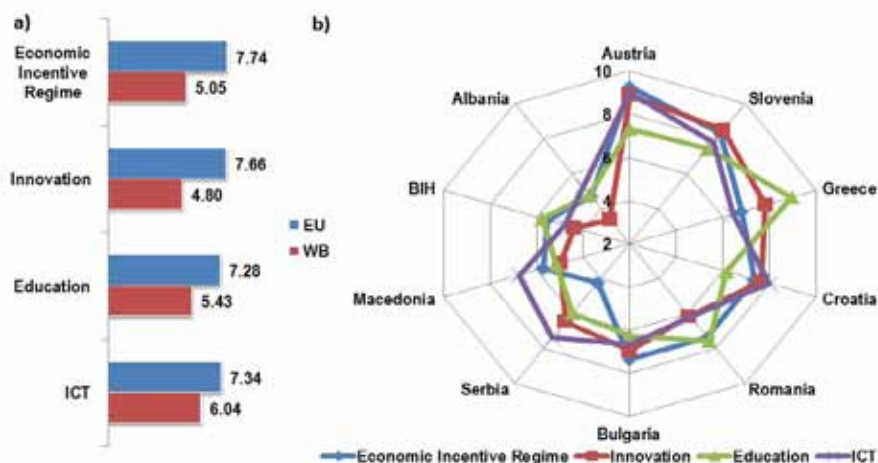 a)
Economic
Incentive
Regime
7.74
5.05
Innovation
7.66
4.80
Education
7.28
5.43
ICT
7.34
6.04
EU
WB
b)
Austria
Slovenia
Greece
Croatia
Romania
Bulgaria
Serbia
Macedonia
BIH
Albania
10
8
6
4
2
Economic Incentive Regime
Innovation
Education
ICT